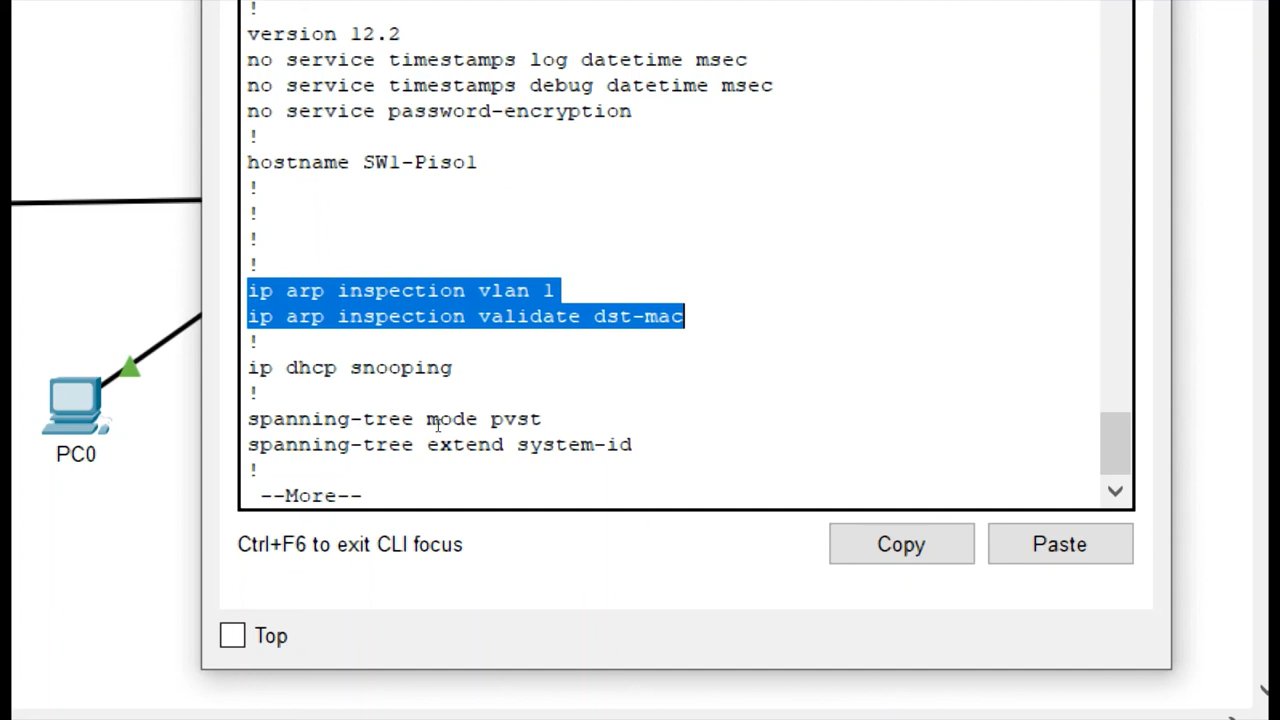 !
version 12.2
no service timestamps log datetime msec
no service timestamps debug datetime msec
no service password-encryption
!
hostname SW1-Piso1
!
!
!
!
ip arp inspection vlan 1
ip arp inspection validate dst-mac
!
ip dhcp snooping
!
spanning-tree mode pvst
spanning-tree extend system-id
!
--More--
Ctrl+F6 to exit CLI focus
Copy
Paste
Top
PC0